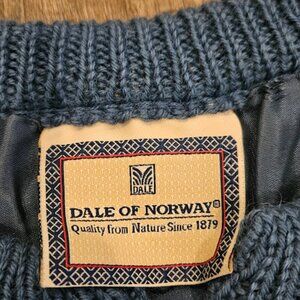 DALE
DALE OF NORWAY®
Quality from Nature Since 1879